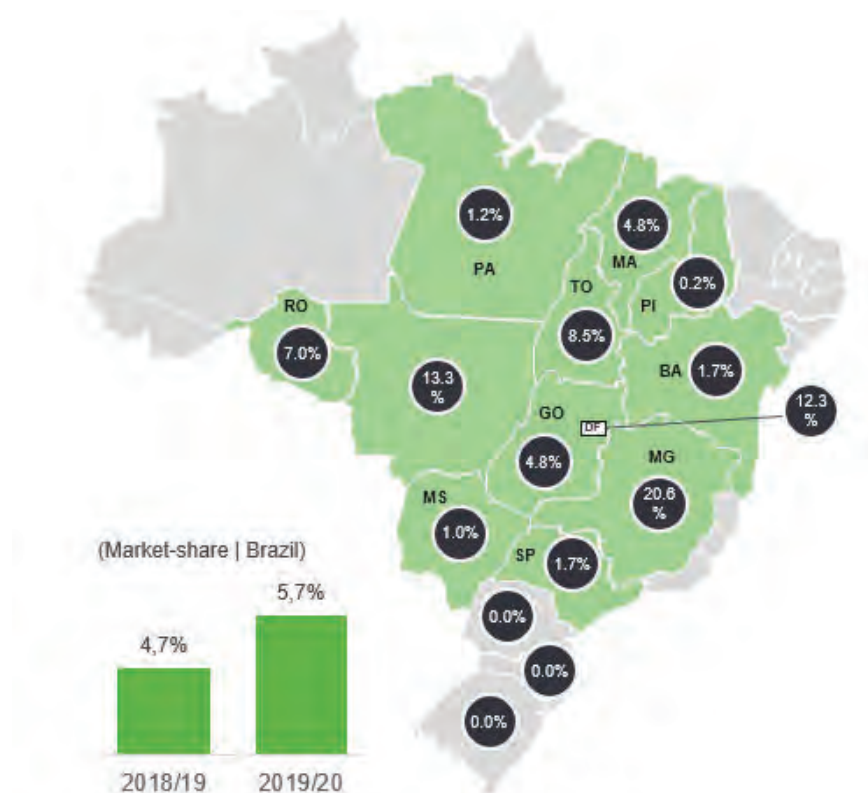 1.2%
PA
4.8%
MA
TO
0.2%
PI
8.5%
RO
7.0%
13.3
%
BA
1.7%
12.3
%
GO
DF
4.8%
MG
20.6
%
MS
1.0%
SP
1.7%
0.0%
0.0%
0.0%
(Market-share | Brazil)
4,7%
5,7%
2018/19
2019/20